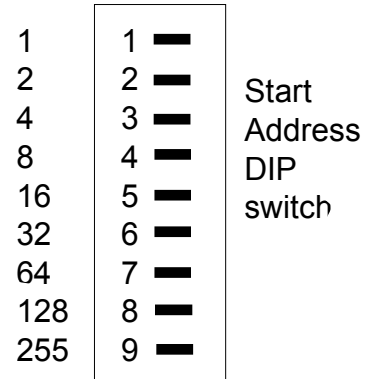 1 1
2 2
4 3
8 4
16 5
32 6
64 7
128 8
255 9
Start
Address
DIP
switch